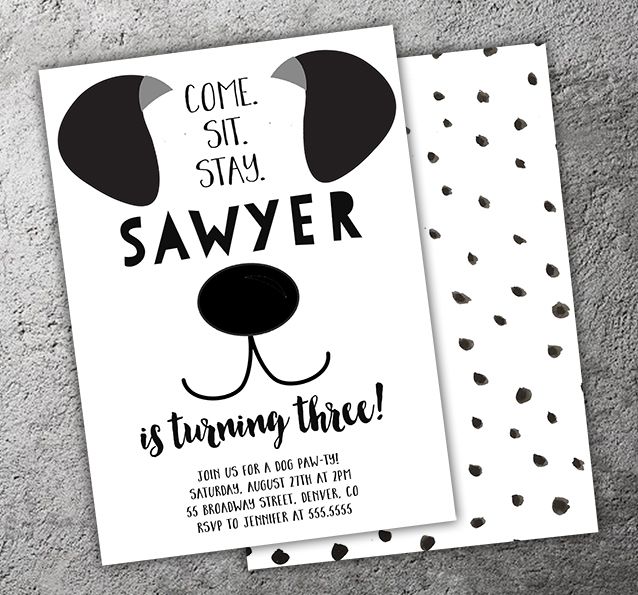 COME.
SIT.
STAY.
SAWYER
is turning three!
JOIN US FOR A DOG PAW-TY!
SATURDAY, AUGUST 27TH AT 2PM
55 BROADWAY STREET, DENVER, CO
RSVP TO JENNIFER AT 555.5555